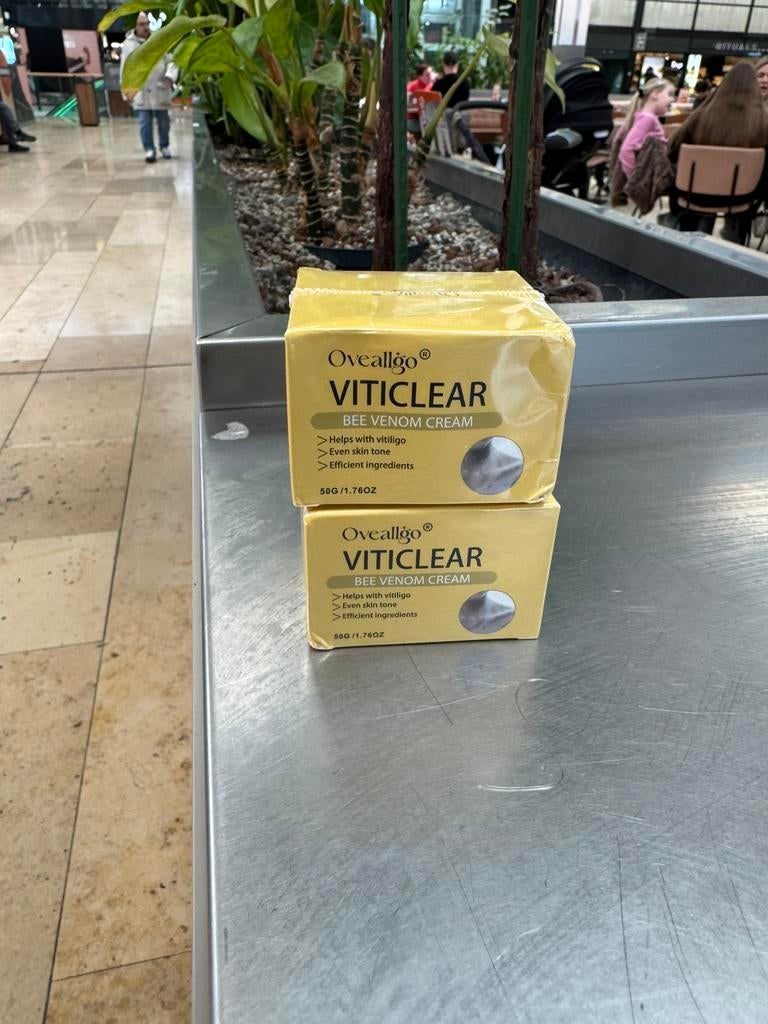 RITUALS
Oveallgo®
VITICLEAR
BEE VENOM CREAM
Helps with vitiligo
Even skin tone
Efficient ingredients
50G /1.76OZ
Oveallgo®
VITICLEAR
BEE VENOM CREAM
Helps with vitiligo
Even skin tone
Efficient ingredients
50G /1.76OZ